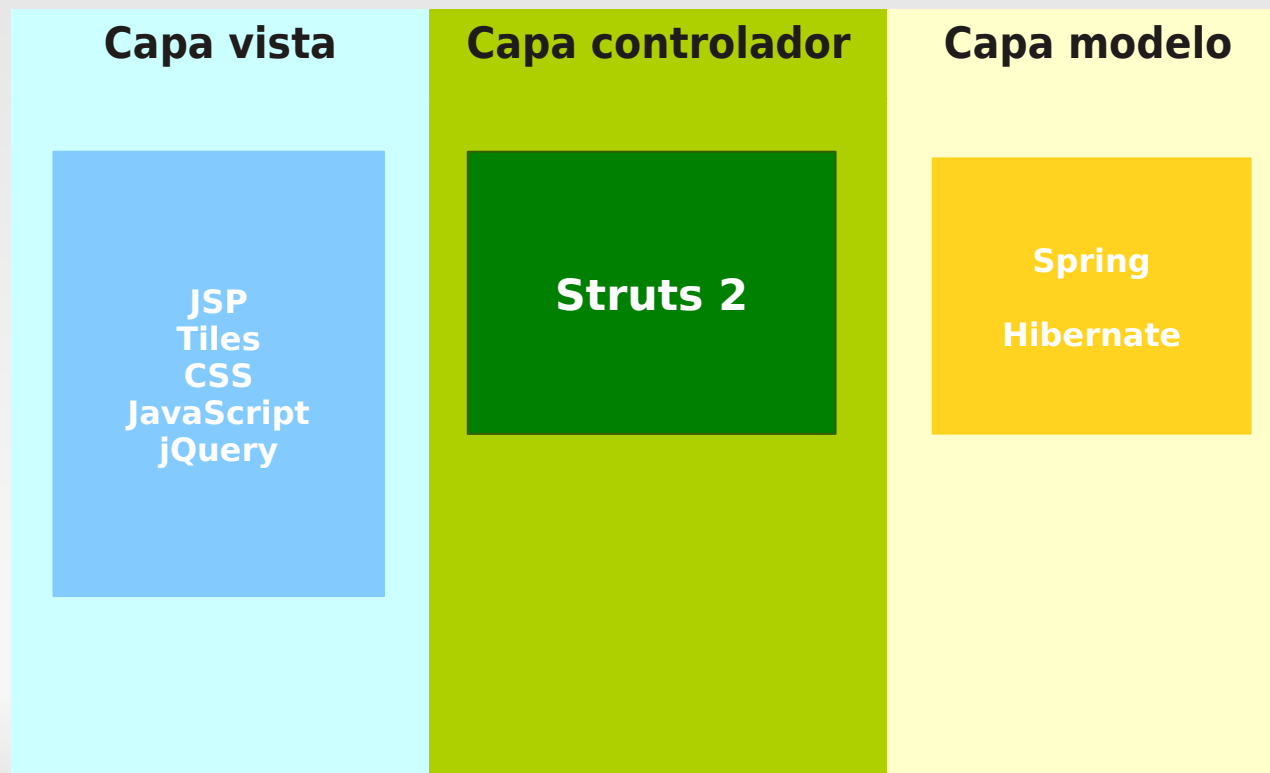 Capa vista
JSP
Tiles
CSS
JavaScript
jQuery
Capa controlador
Struts 2
Capa modelo
Spring
Hibernate